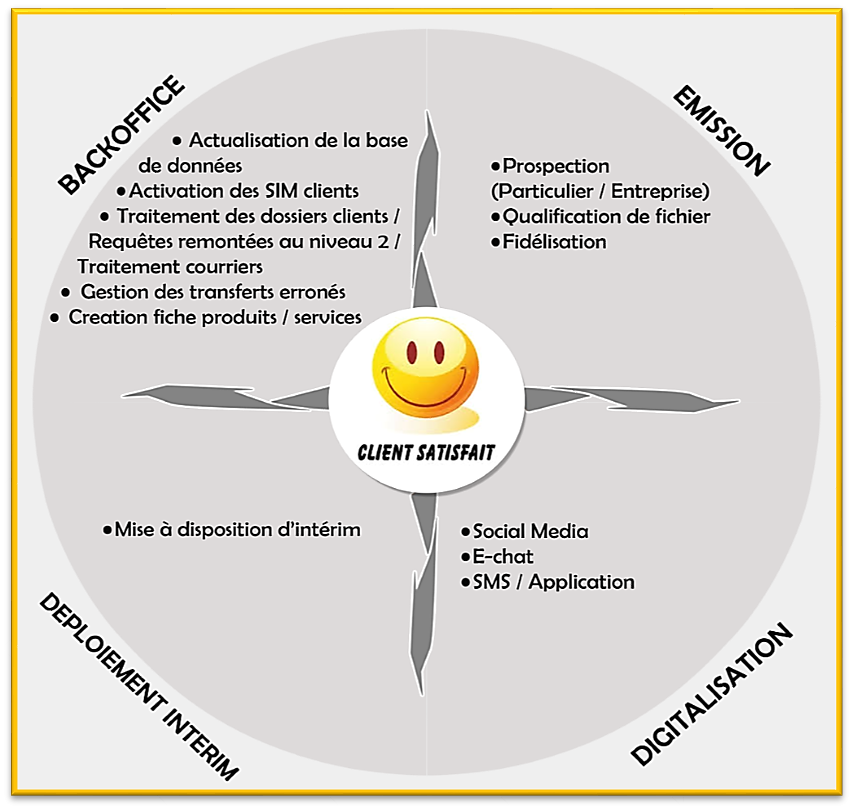 BACKOFFICE
• Actualisation de la base
de données
•Activation des SIM clients
• Traitement des dossiers clients /
Requêtes remontées au niveau 2 /
Traitement courriers
• Gestion des transferts erronés
• Creation fiche produits / services
EMISSION
•Prospection
(Particulier / Entreprise)
•Qualification de fichier
•Fidélisation
CLIENT SATISFAIT
•Mise à disposition d'intérim
DEPLOIEMENT INTERIM
•Social Media
•E-chat
•SMS / Application
DIGITALISATION